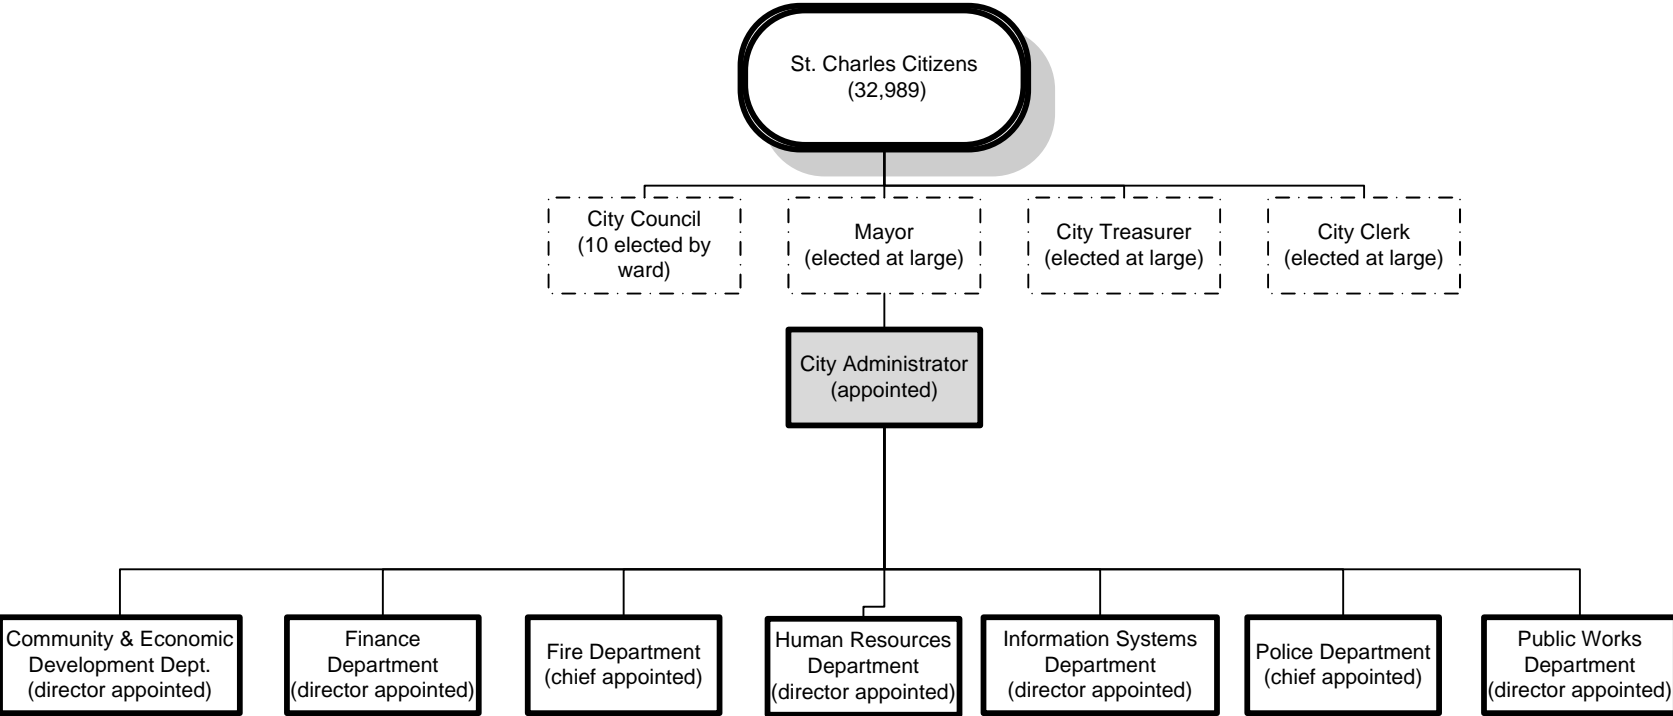 St. Charles Citizens
(32,989)
City Council
(10 elected by
ward)
Mayor
(elected at large)
City Treasurer
(elected at large)
City Clerk
(elected at large)
City Administrator
(appointed)
Community & Economic
Development Dept.
(director appointed)
Finance
Department
(director appointed)
Fire Department
(chief appointed)
Human Resources
Department
(director appointed)
Information Systems
Department
(director appointed)
Police Department
(chief appointed)
Public Works
Department
(director appointed)